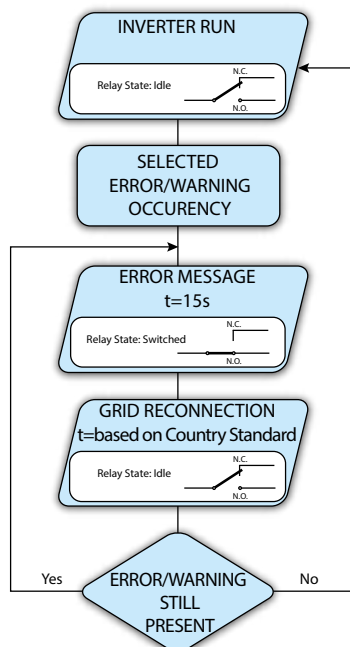 INVERTER RUN
Relay State: Idle
N.C.
N.O.
SELECTED
ERROR/WARNING
OCCURENCY
ERROR MESSAGE
t=15s
Relay State: Switched
N.C.
N.O.
GRID RECONNECTION
t=based on Country Standard
Relay State: Idle
N.C.
N.O.
Yes
ERROR/WARNING
STILL
PRESENT
No